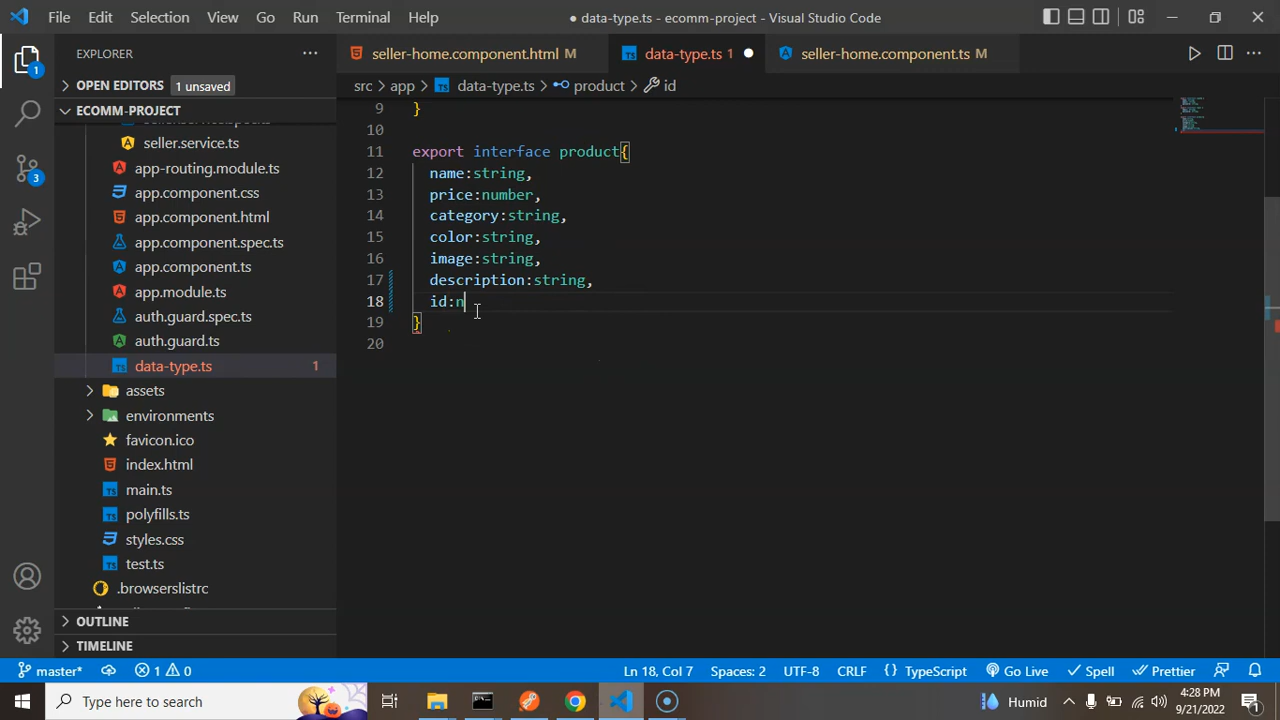 File Edit Selection View Go Run Terminal Help
● data-type.ts - ecomm-project - Visual Studio Code
EXPLORER
seller-home.component.html M
data-type.ts 1
seller-home.component.ts M
OPEN EDITORS 1 unsaved
src > app > data-type.ts > product > id
ECOMM-PROJECT
seller.service.spec.ts
seller.service.ts
app-routing.module.ts
app.component.css
app.component.html
app.component.spec.ts
app.component.ts
app.module.ts
auth.guard.spec.ts
auth.guard.ts
data-type.ts 1
assets
environments
favicon.ico
index.html
main.ts
polyfills.ts
styles.css
test.ts
.browserslistrc
OUTLINE
TIMELINE
9 }
10
11 export interface product{
12 name:string,
13 price:number,
14 category:string,
15 color:string,
16 image:string,
17 description:string,
18 id:n
19 }
20
1
3
master* 1 0 Ln 18, Col 7 Spaces: 2 UTF-8 CRLF {} TypeScript Go Live Spell Prettier
Type here to search
Humid
4:28 PM
9/21/2022
1